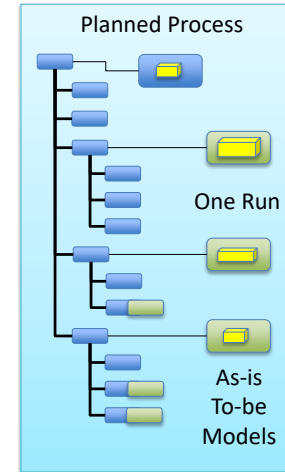 Planned Process
One Run
As-is
To-be
Models